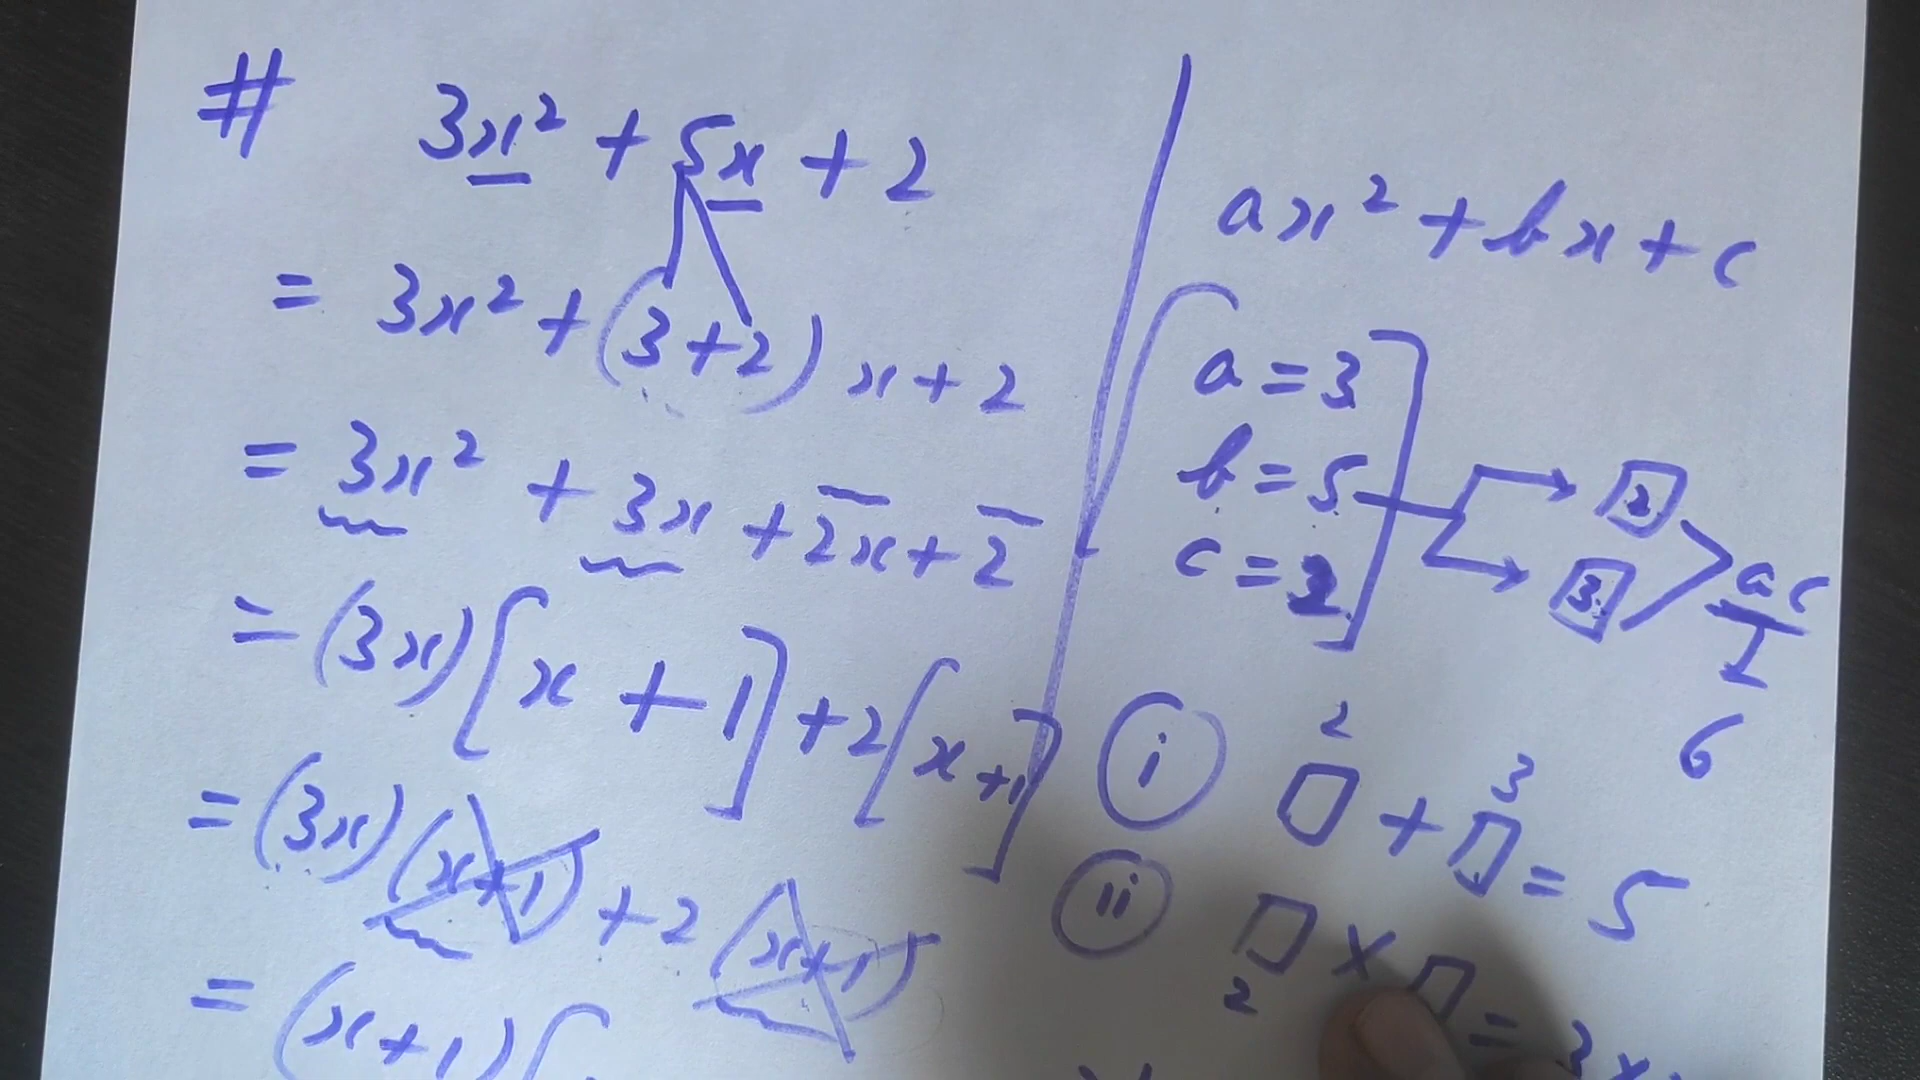 # 3x² + 5x + 2
= 3x² + (3+2) x + 2
= 3x² + 3x + 2x + 2
= (3x) [x + 1] + 2[x+1]
= (3x) (x+1) + 2 (x+1)
= (x+1) [
ax² + bx + c
a = 3
b = 5 → 2
c = 2 → 3
ac
6
i 2 □ + 3 □ = 5
ii □ 2 × □ = 3 ×